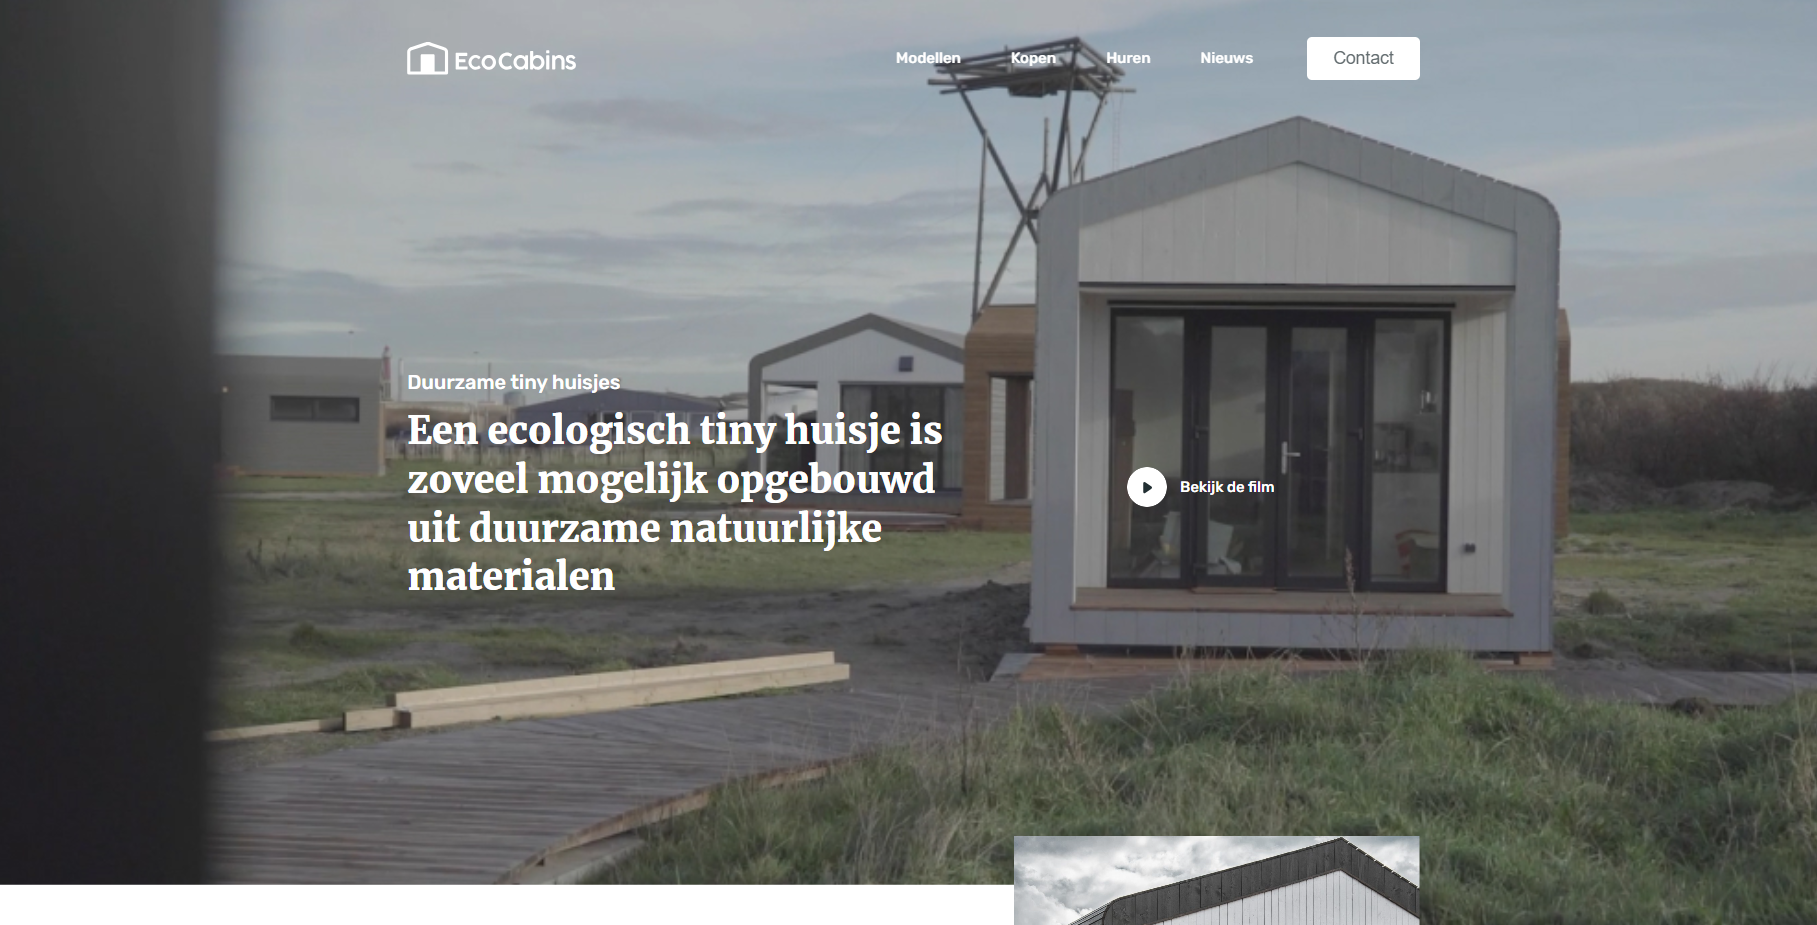 EcoCabins
Modellen
Kopen
Huren
Nieuws
Contact
Duurzame tiny huisjes
Een ecologisch tiny huisje is
zoveel mogelijk opgebouwd
uit duurzame natuurlijke
materialen
Bekijk de film